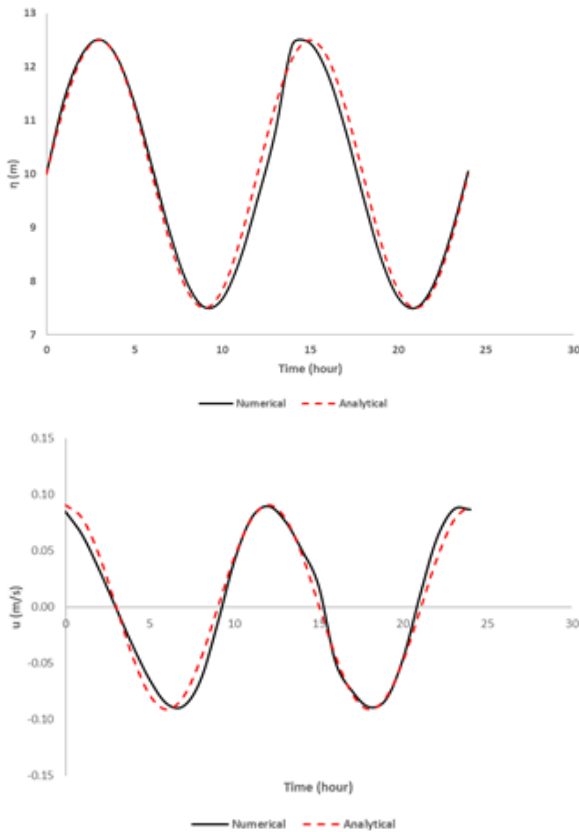 13
12
11
10
9
8
7
η (m)
0 5 10 15 20 25 30
Time (hour)
Numerical Analytical
0.15
0.10
0.05
0.00
-0.05
-0.10
-0.15
u (m/s)
0 5 10 15 20 25 30
Time (hour)
Numerical Analytical